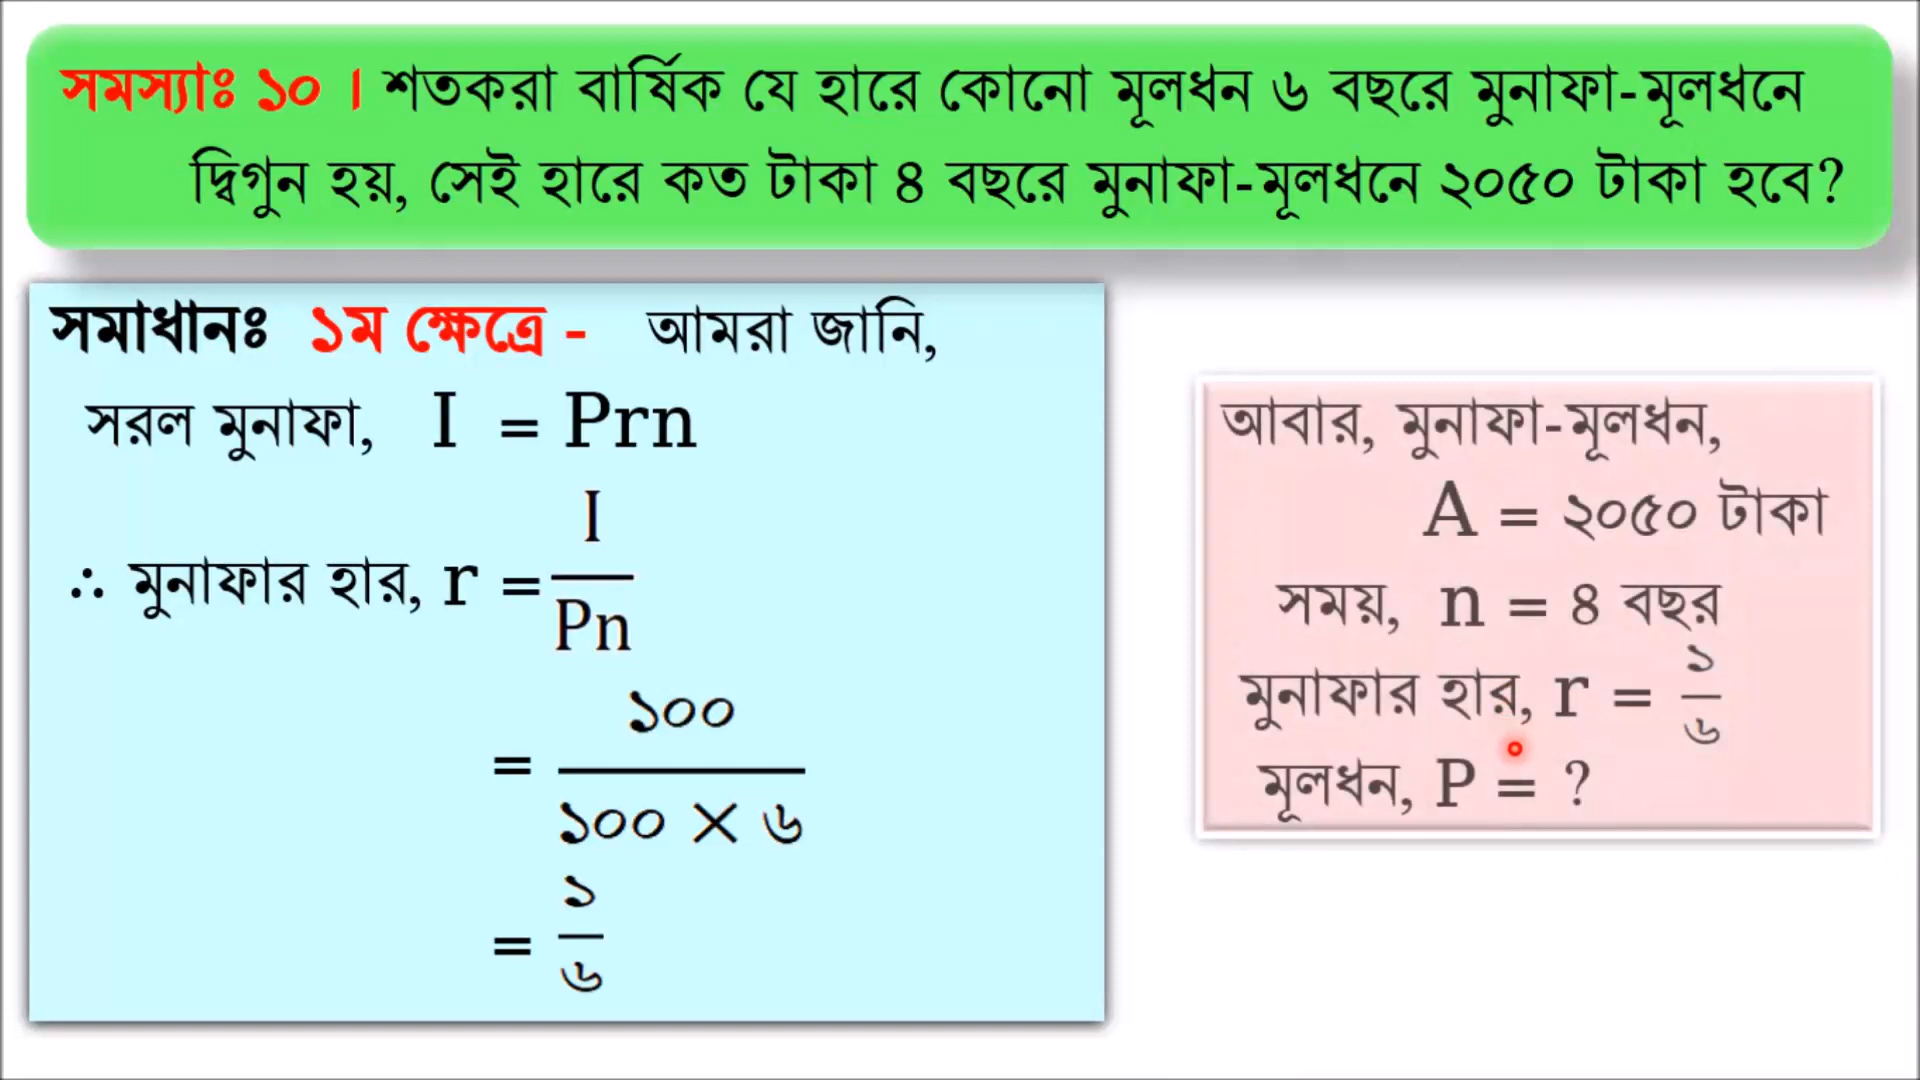 সমস্যাঃ ১০ । শতকরা বার্ষিক যে হারে কোনো মূলধন ৬ বছরে মুনাফা-মূলধনে
দ্বিগুন হয়, সেই হারে কত টাকা ৪ বছরে মুনাফা-মূলধনে ২০৫০ টাকা হবে?
সমাধানঃ ১ম ক্ষেত্রে - আমরা জানি,
সরল মুনাফা, I = Prn
∴ মুনাফার হার, r = I/Pn
= ১০০/১০০ × ৬
= ১/৬
আবার, মুনাফা-মূলধন,
A = ২০৫০ টাকা
সময়, n = ৪ বছর
মুনাফার হার, r = ১/৬
মূলধন, P = ?